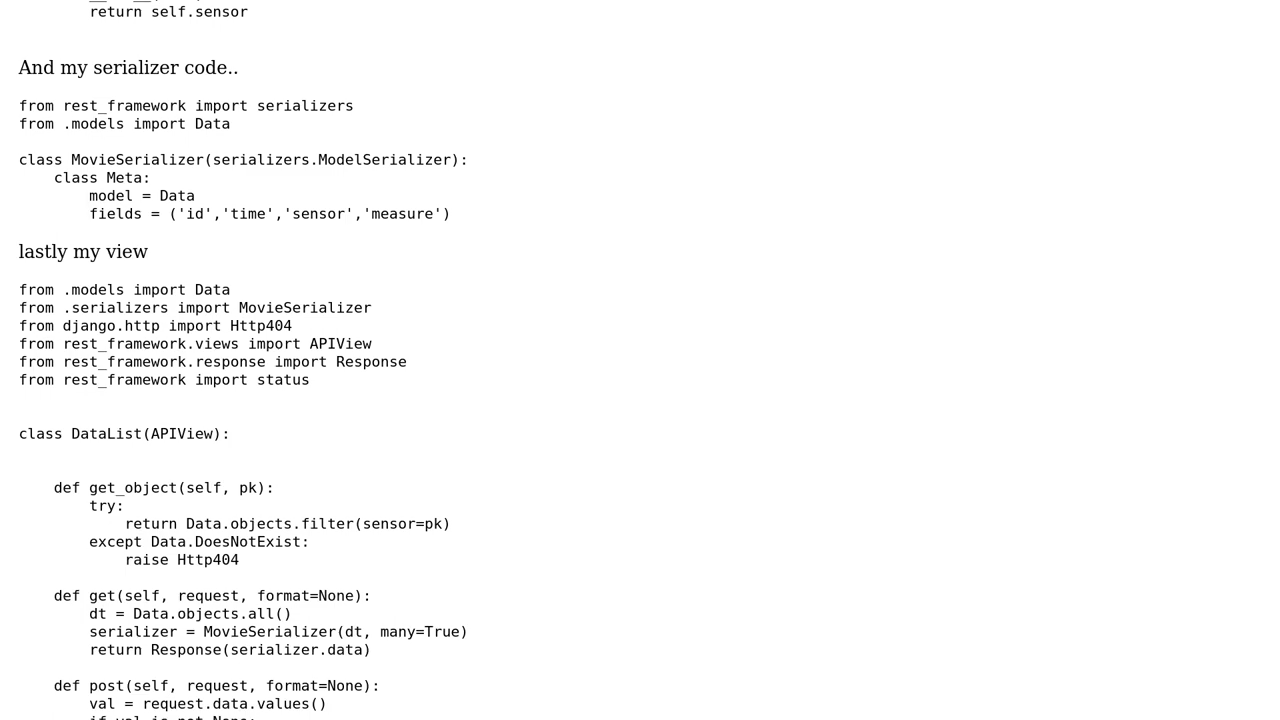 return self.sensor
And my serializer code..
from rest_framework import serializers
from .models import Data
class MovieSerializer(serializers.ModelSerializer):
    class Meta:
        model = Data
        fields = ('id','time','sensor','measure')
lastly my view
from .models import Data
from .serializers import MovieSerializer
from django.http import Http404
from rest_framework.views import APIView
from rest_framework.response import Response
from rest_framework import status
class DataList(APIView):
    def get_object(self, pk):
        try:
            return Data.objects.filter(sensor=pk)
        except Data.DoesNotExist:
            raise Http404
    def get(self, request, format=None):
        dt = Data.objects.all()
        serializer = MovieSerializer(dt, many=True)
        return Response(serializer.data)
    def post(self, request, format=None):
        val = request.data.values()
        if val is not None: